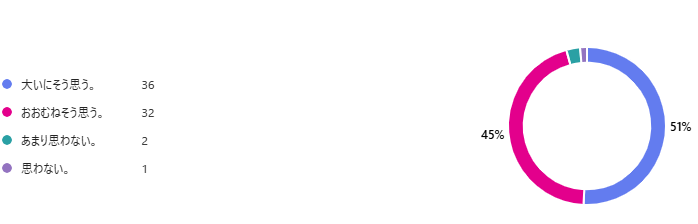 大いにそう思う。 36
おおむねそう思う。 32
あまり思わない。 2
思わない。 1
45%
51%